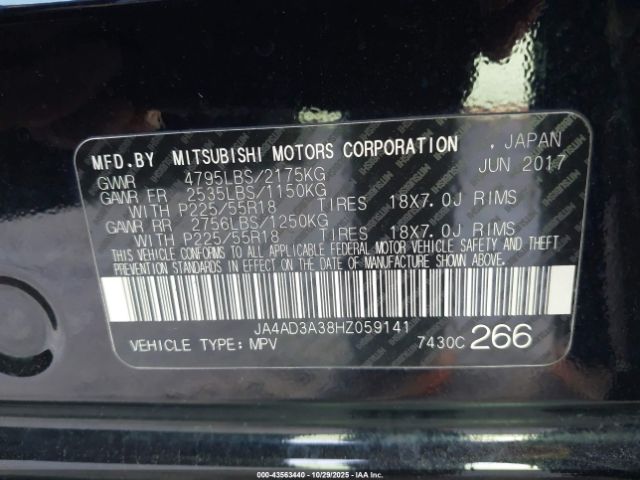 MFD.BY MITSUBISHI MOTORS CORPORATION , JAPAN
GVWR 4795LBS/2175KG JUN 2017
GAWR FR 2535LBS/1150KG
WITH P225/55R18 TIRES 18X7.0J RIMS
GAWR RR 2756LBS/1250KG
WITH P225/55R18 TIRES 18X7.0J RIMS
THIS VEHICLE CONFORMS TO ALL APPLICABLE FEDERAL MOTOR VEHICLE SAFETY AND THEFT
PREVENTION STANDARDS IN EFFECT ON THE DATE OF MANUFACTURE SHOWN ABOVE.
JA4AD3A38HZ059141
VEHICLE TYPE: MPV 7430C 266
000-43563440 - 10/29/2025 - IAAI.COM